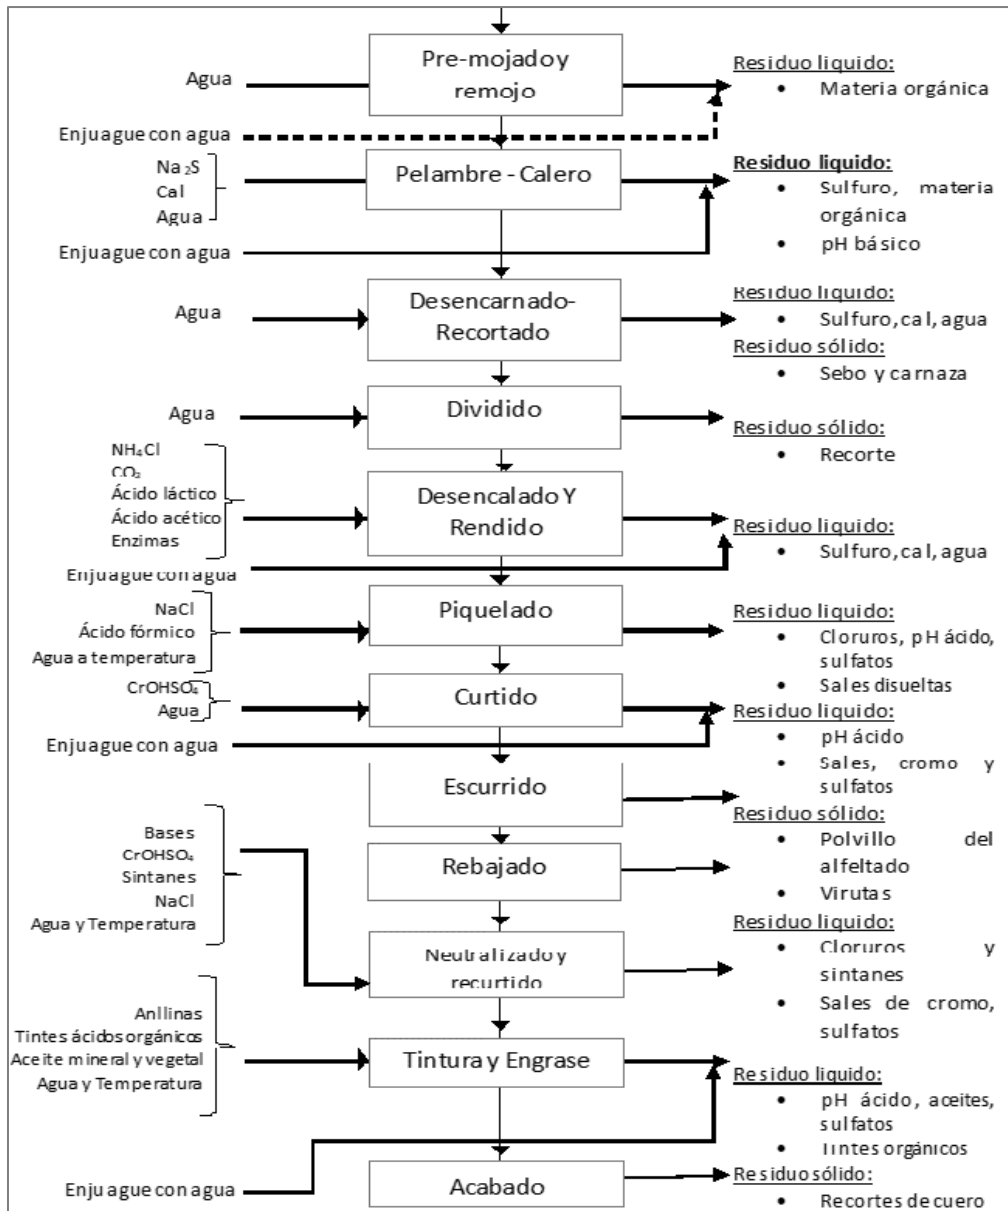 Pre-mojado y
remojo
Agua
Residuo liquido:
• Materia orgánica
Enjuague con agua
Na₂S
Cal
Agua
Pelambre - Calero
Residuo liquido:
• Sulfuro, materia
orgánica
• pH básico
Enjuague con agua
Agua
Desencarnado-
Recortado
Residuo liquido:
• Sulfuro, cal, agua
Residuo sólido:
• Sebo y carnaza
Agua
Dividido
Residuo sólido:
• Recorte
NH₄Cl
CO₂
Ácido láctico
Ácido acético
Enzimas
Desencalado Y
Rendido
Residuo liquido:
• Sulfuro, cal, agua
Enjuague con agua
NaCl
Ácido fórmico
Agua a temperatura
Piquelado
Residuo liquido:
• Cloruros, pH ácido,
sulfatos
• Sales disueltas
CrOHSO₄
Agua
Curtido
Residuo liquido:
• pH ácido
• Sales, cromo y
sulfatos
Enjuague con agua
Escurrido
Residuo sólido:
• Polvillo del
alfeltado
• Virutas
Rebajado
Bases
CrOHSO₄
Sintanes
NaCl
Agua y Temperatura
Neutralizado y
recurtido
Residuo liquido:
• Cloruros y
sintanes
• Sales de cromo,
sulfatos
Anllinas
Tintes ácidos orgánicos
Aceite mineral y vegetal
Agua y Temperatura
Tintura y Engrase
Residuo liquido:
• pH ácido, aceites,
sulfatos
• Tintes orgánicos
Enjuague con agua
Acabado
Residuo sólido:
• Recortes de cuero